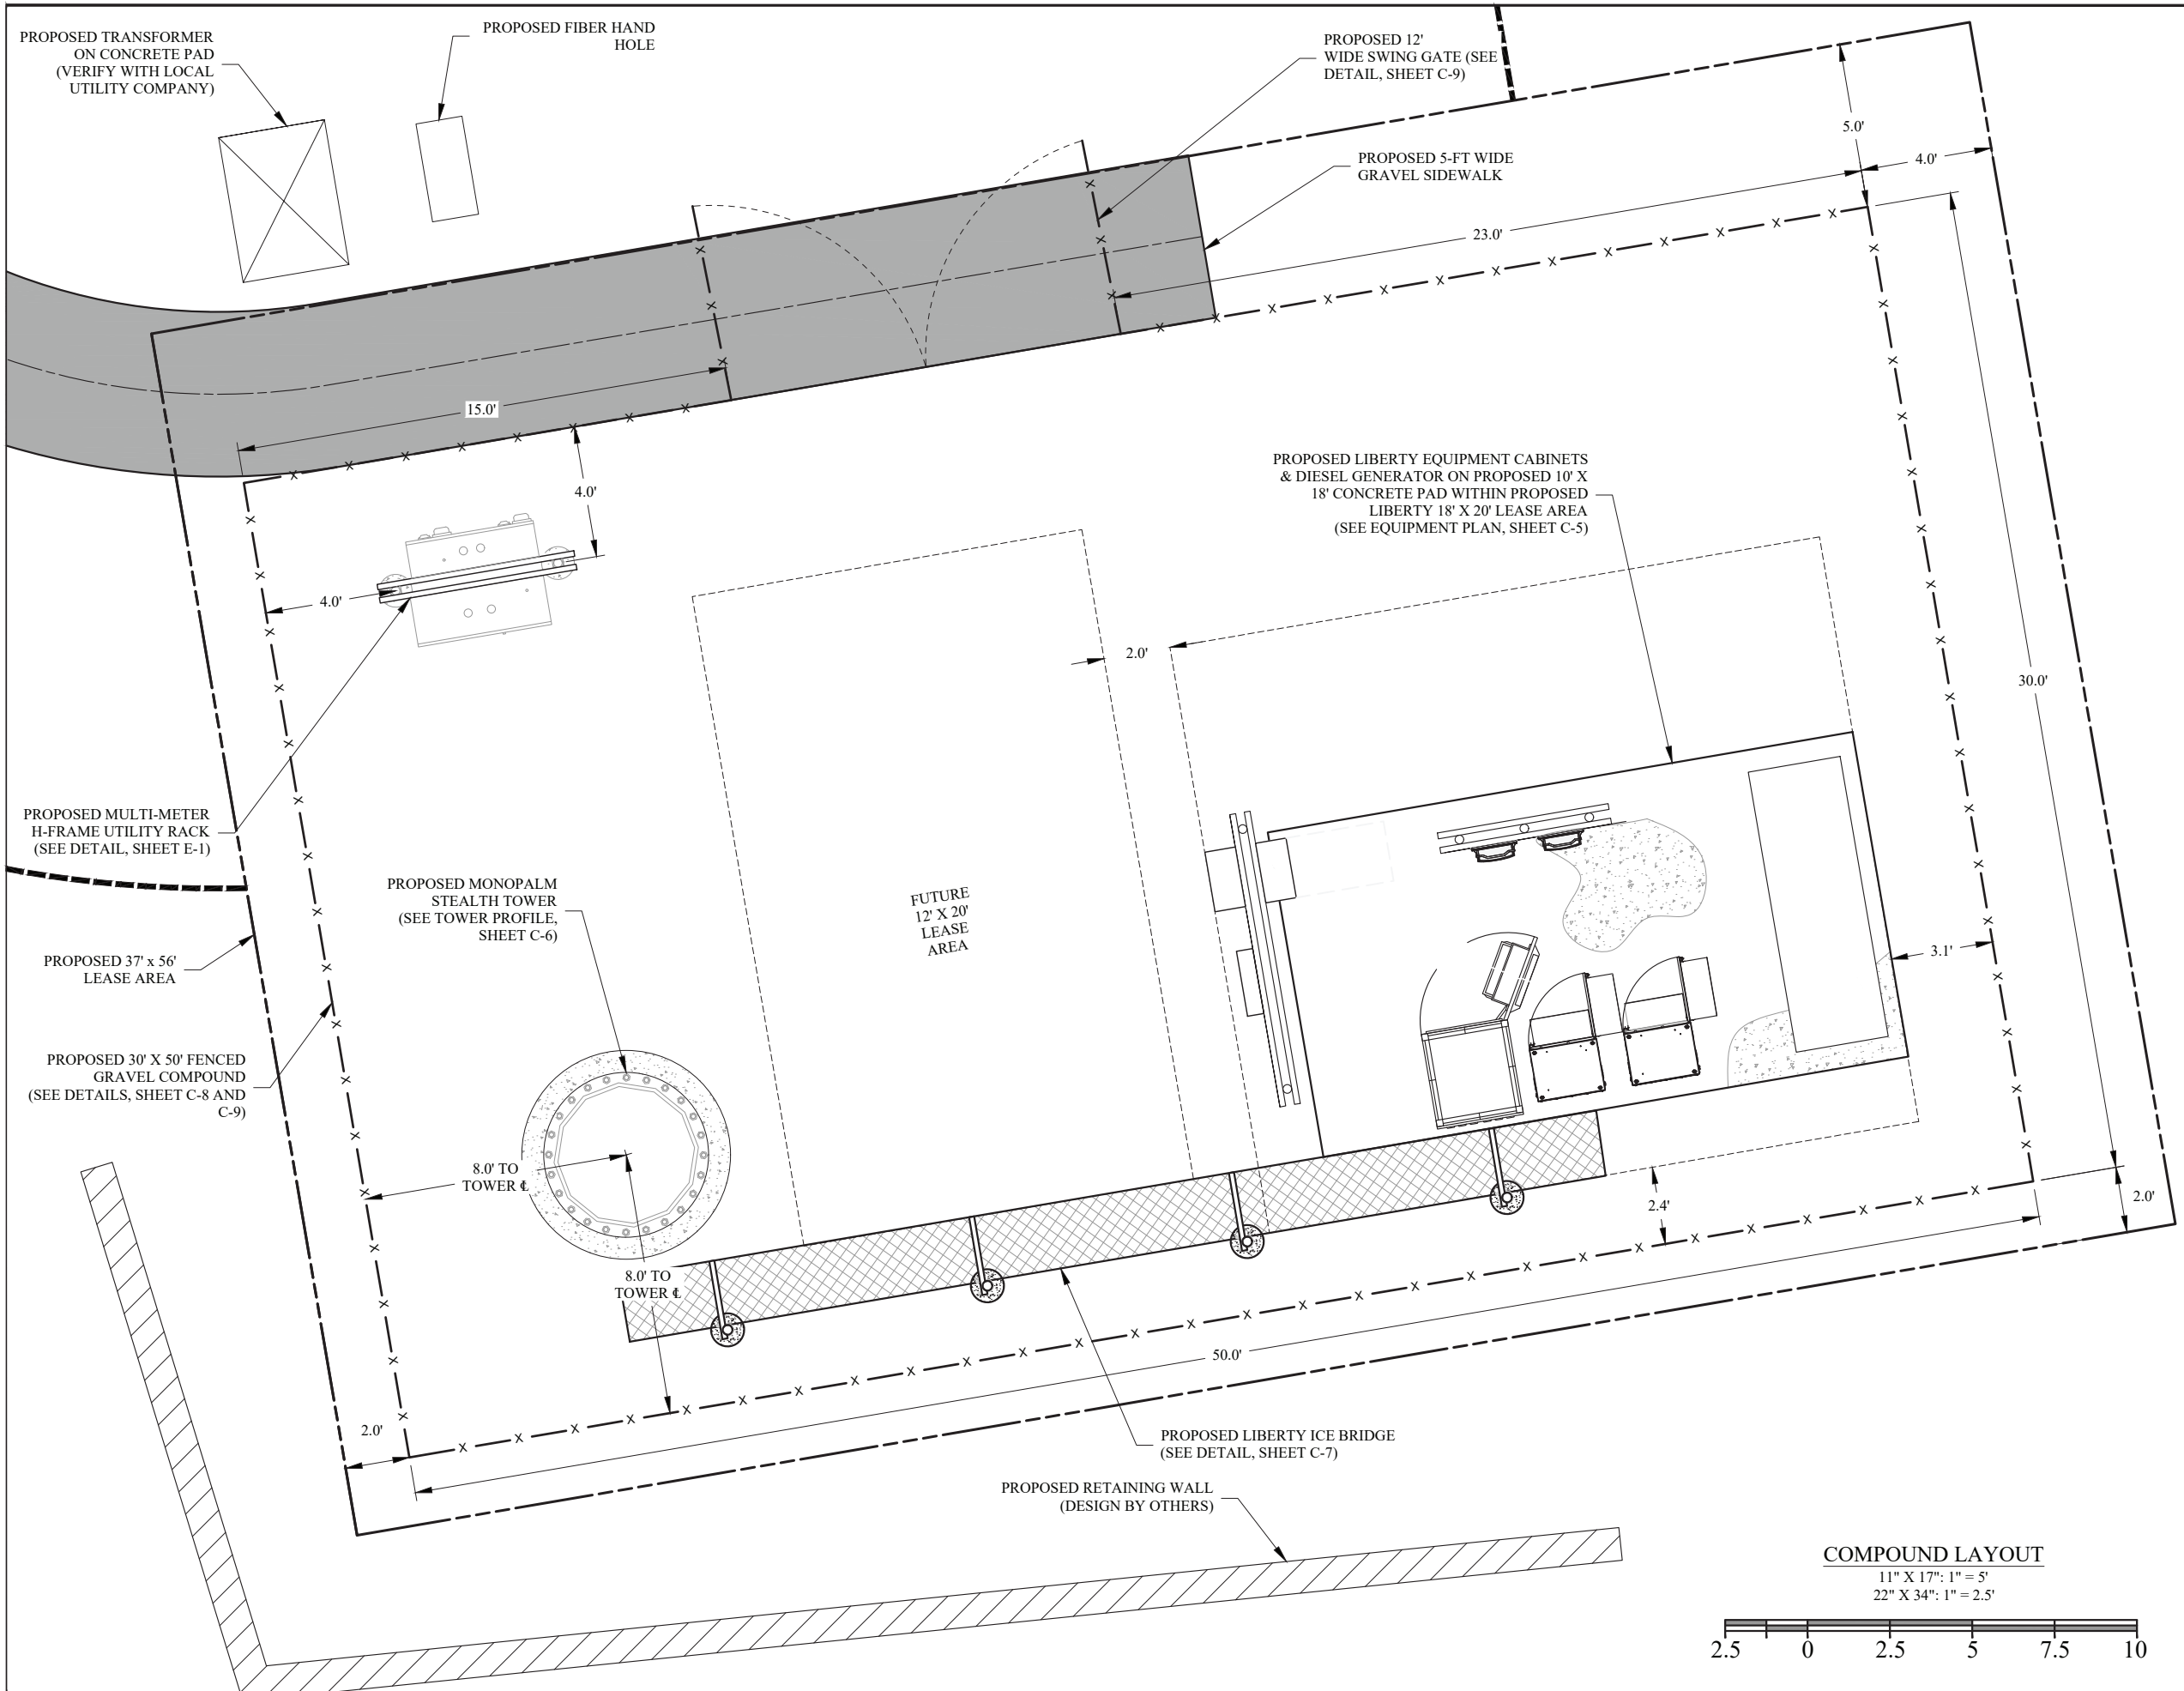 PROPOSED TRANSFORMER
ON CONCRETE PAD
(VERIFY WITH LOCAL
UTILITY COMPANY)
PROPOSED FIBER HAND
HOLE
PROPOSED 12'
WIDE SWING GATE (SEE
DETAIL, SHEET C-9)
5.0'
4.0'
PROPOSED 5-FT WIDE
GRAVEL SIDEWALK
23.0'
15.0'
4.0'
PROPOSED LIBERTY EQUIPMENT CABINETS
& DIESEL GENERATOR ON PROPOSED 10' X
18' CONCRETE PAD WITHIN PROPOSED
LIBERTY 18' X 20' LEASE AREA
(SEE EQUIPMENT PLAN, SHEET C-5)
4.0'
2.0'
30.0'
PROPOSED MULTI-METER
H-FRAME UTILITY RACK
(SEE DETAIL, SHEET E-1)
PROPOSED MONOPALM
STEALTH TOWER
(SEE TOWER PROFILE,
SHEET C-6)
FUTURE
12' X 20'
LEASE
AREA
3.1'
PROPOSED 37' x 56'
LEASE AREA
PROPOSED 30' X 50' FENCED
GRAVEL COMPOUND
(SEE DETAILS, SHEET C-8 AND
C-9)
8.0' TO
TOWER ℄
2.4'
2.0'
8.0' TO
TOWER ℄
50.0'
2.0'
PROPOSED LIBERTY ICE BRIDGE
(SEE DETAIL, SHEET C-7)
PROPOSED RETAINING WALL
(DESIGN BY OTHERS)
COMPOUND LAYOUT
11" X 17": 1" = 5'
22" X 34": 1" = 2.5'
2.5 0 2.5 5 7.5 10